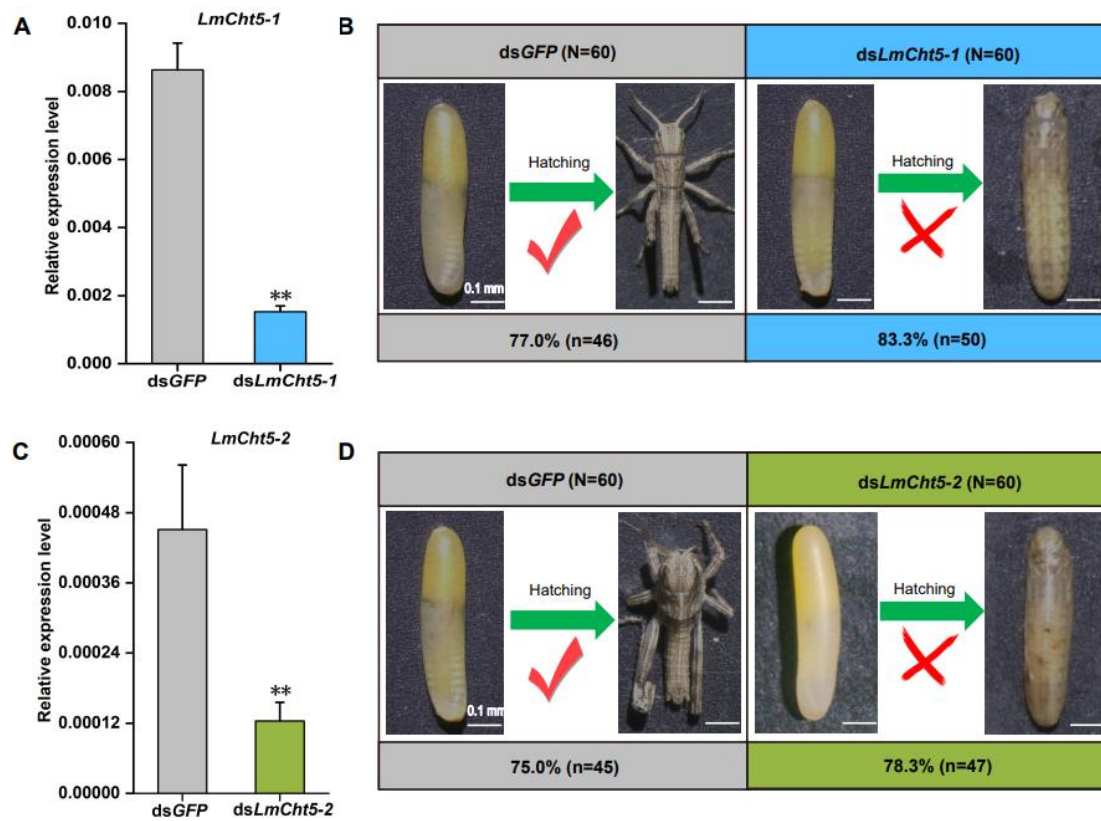 A
LmCht5-1
Relative expression level
0.010
0.008
0.006
0.004
0.002
0.000
**
dsGFP
dsLmCht5-1
B
dsGFP (N=60)
dsLmCht5-1 (N=60)
Hatching
0.1 mm
Hatching
77.0% (n=46)
83.3% (n=50)
C
LmCht5-2
Relative expression level
0.00060
0.00048
0.00036
0.00024
0.00012
0.00000
**
dsGFP
dsLmCht5-2
D
dsGFP (N=60)
dsLmCht5-2 (N=60)
Hatching
0.1 mm
Hatching
75.0% (n=45)
78.3% (n=47)